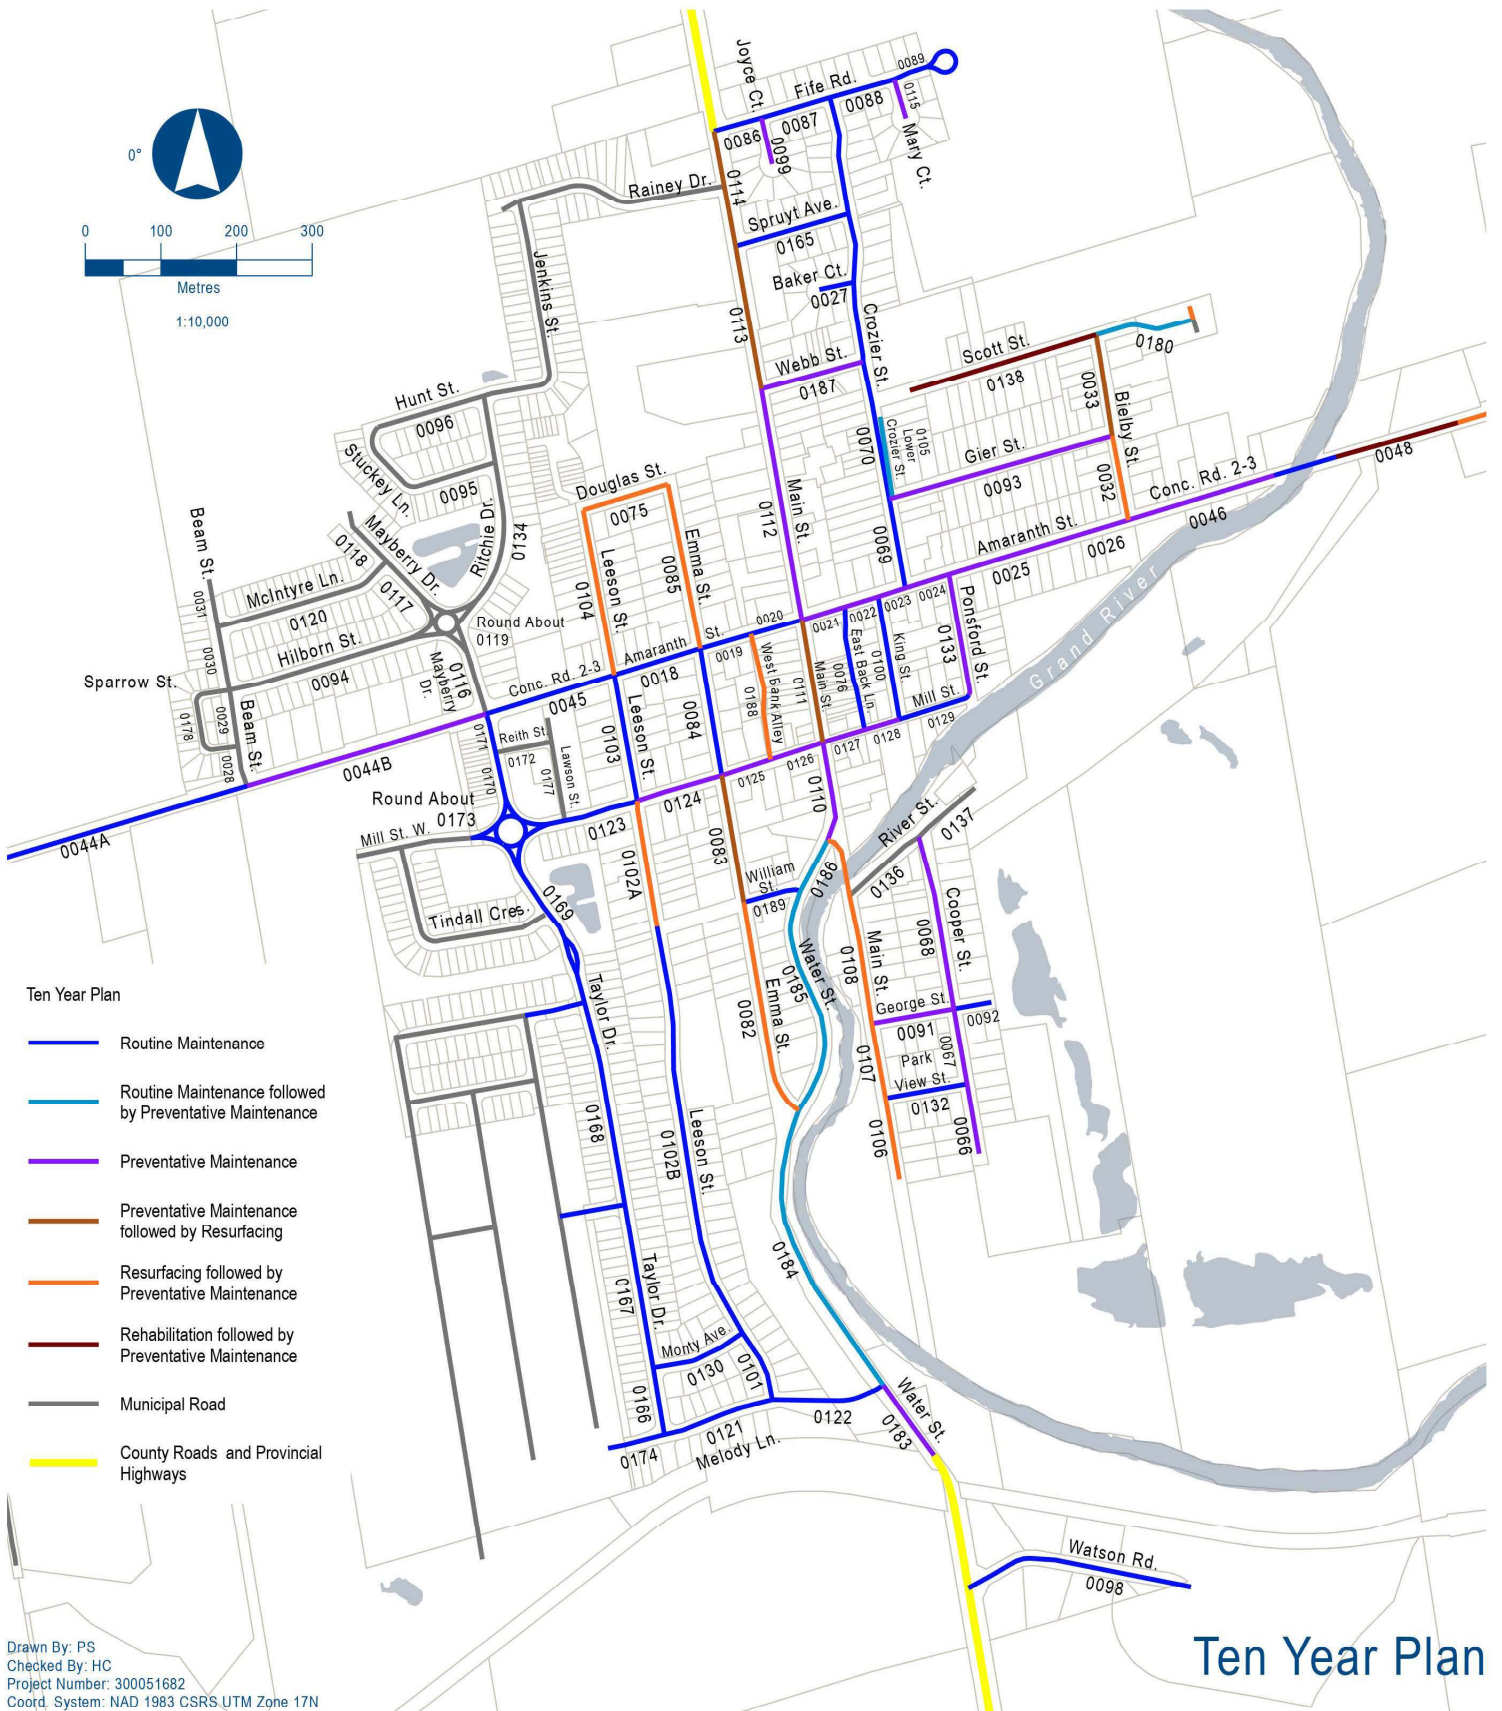 Joyce Ct.
Fife Rd.
0089
0086
0087
0088
0115
0099
Mary Ct.
0°
Rainey Dr.
0114
Spruyt Ave.
0165
0
100
200
300
Metres
1:10,000
Jenkins St.
Baker Ct.
0027
0113
Crozier St.
Webb St.
0187
Scott St.
0138
0180
0033
Bielby St.
Hunt St.
0096
0070
Lower
Crozier St.
0105
Gier St.
0093
0032
Conc. Rd. 2-3
0048
Stuckey Ln.
0095
Ritchie Dr.
0134
Douglas St.
0075
Main St.
0112
0069
Amaranth St.
0046
0026
0025
Beam St.
Mayberry Dr.
0118
0117
McIntyre Ln.
0120
0031
Hilborn St.
0030
0094
Round About
0119
Leeson St.
0104
Emma St.
0085
0020
0021
0022
0023
0024
Ponsford St.
0133
Grand River
Sparrow St.
0178
0029
0028
Beam St.
Mayberry
Dr.
0116
Conc. Rd. 2-3
0045
Amaranth
St.
0018
0019
West Bank Alley
0188
Main St.
0111
East Back Ln.
0076
King St.
0100
Mill St.
0129
0044B
0044A
0171
0170
Reith St.
0172
0177
Lawson St.
0103
Leeson St.
0084
0124
0125
0126
0127
0128
0110
Round About
0173
Mill St. W.
0123
0102A
0083
William
St.
0189
0186
River St.
0137
0136
Cooper St.
0068
Tindall Cres.
0169
Water St.
0185
Main St.
0108
George St.
0091
0092
Emma St.
0082
Park
View St.
0067
0132
0107
0106
0066
Taylor Dr.
0168
Leeson St.
0102B
0184
Taylor Dr.
0167
Monty Ave.
0130
0101
0166
0174
0121
Melody Ln.
0122
Water St.
0183
Watson Rd.
0098
Ten Year Plan
Routine Maintenance
Routine Maintenance followed
by Preventative Maintenance
Preventative Maintenance
Preventative Maintenance
followed by Resurfacing
Resurfacing followed by
Preventative Maintenance
Rehabilitation followed by
Preventative Maintenance
Municipal Road
County Roads and Provincial
Highways
Drawn By: PS
Checked By: HC
Project Number: 300051682
Coord. System: NAD 1983 CSRS UTM Zone 17N
Ten Year Plan